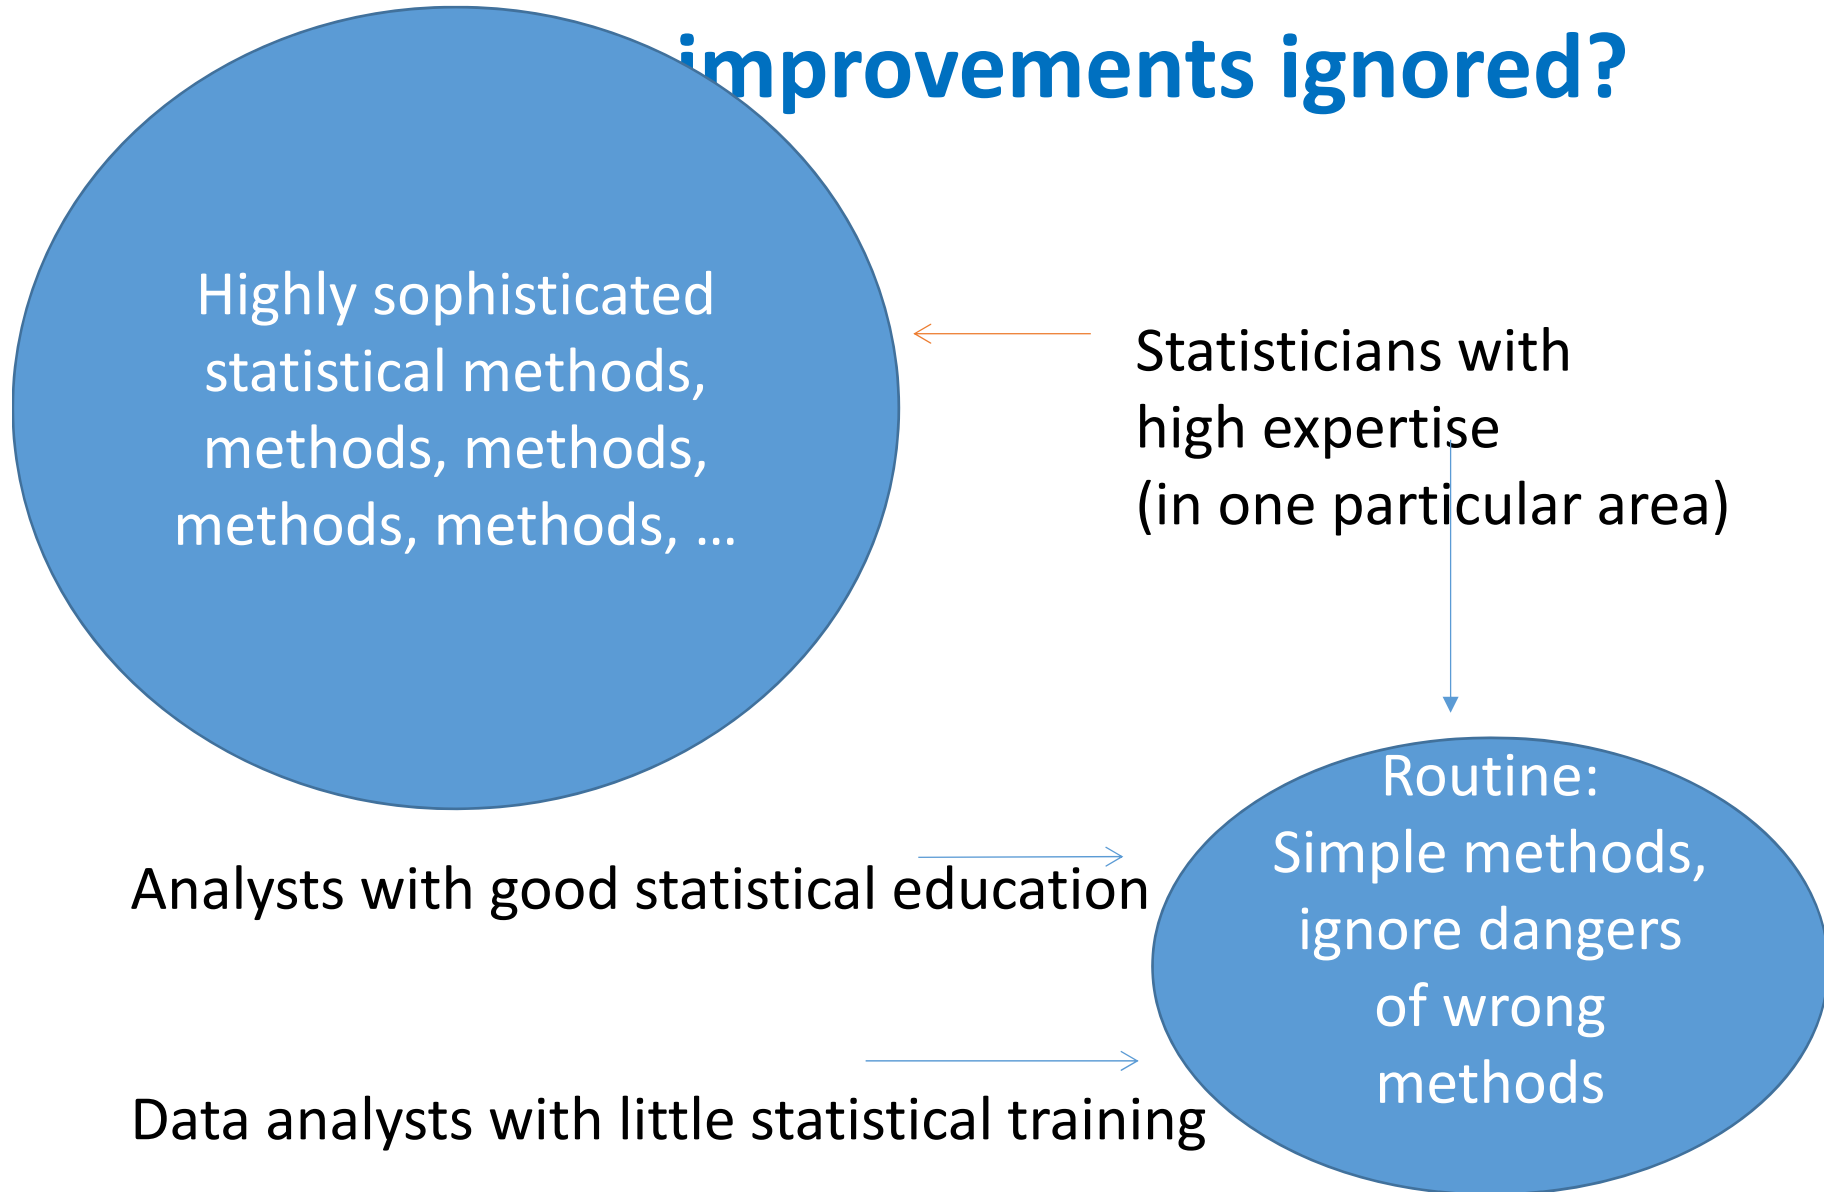 improvements ignored?
Highly sophisticated
statistical methods,
methods, methods,
methods, methods, …
Statisticians with
high expertise
(in one particular area)
Analysts with good statistical education
Data analysts with little statistical training
Routine:
Simple methods,
ignore dangers
of wrong
methods